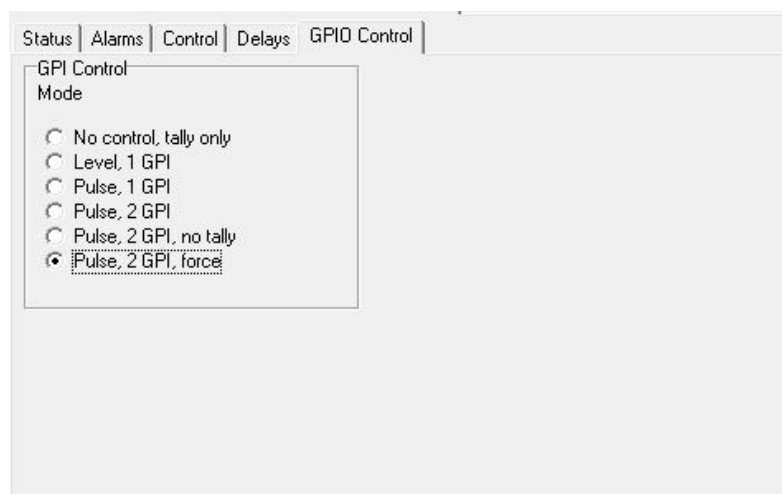 Status Alarms Control Delays GPIO Control
GPI Control
Mode
No control, tally only
Level, 1 GPI
Pulse, 1 GPI
Pulse, 2 GPI
Pulse, 2 GPI, no tally
Pulse, 2 GPI, force